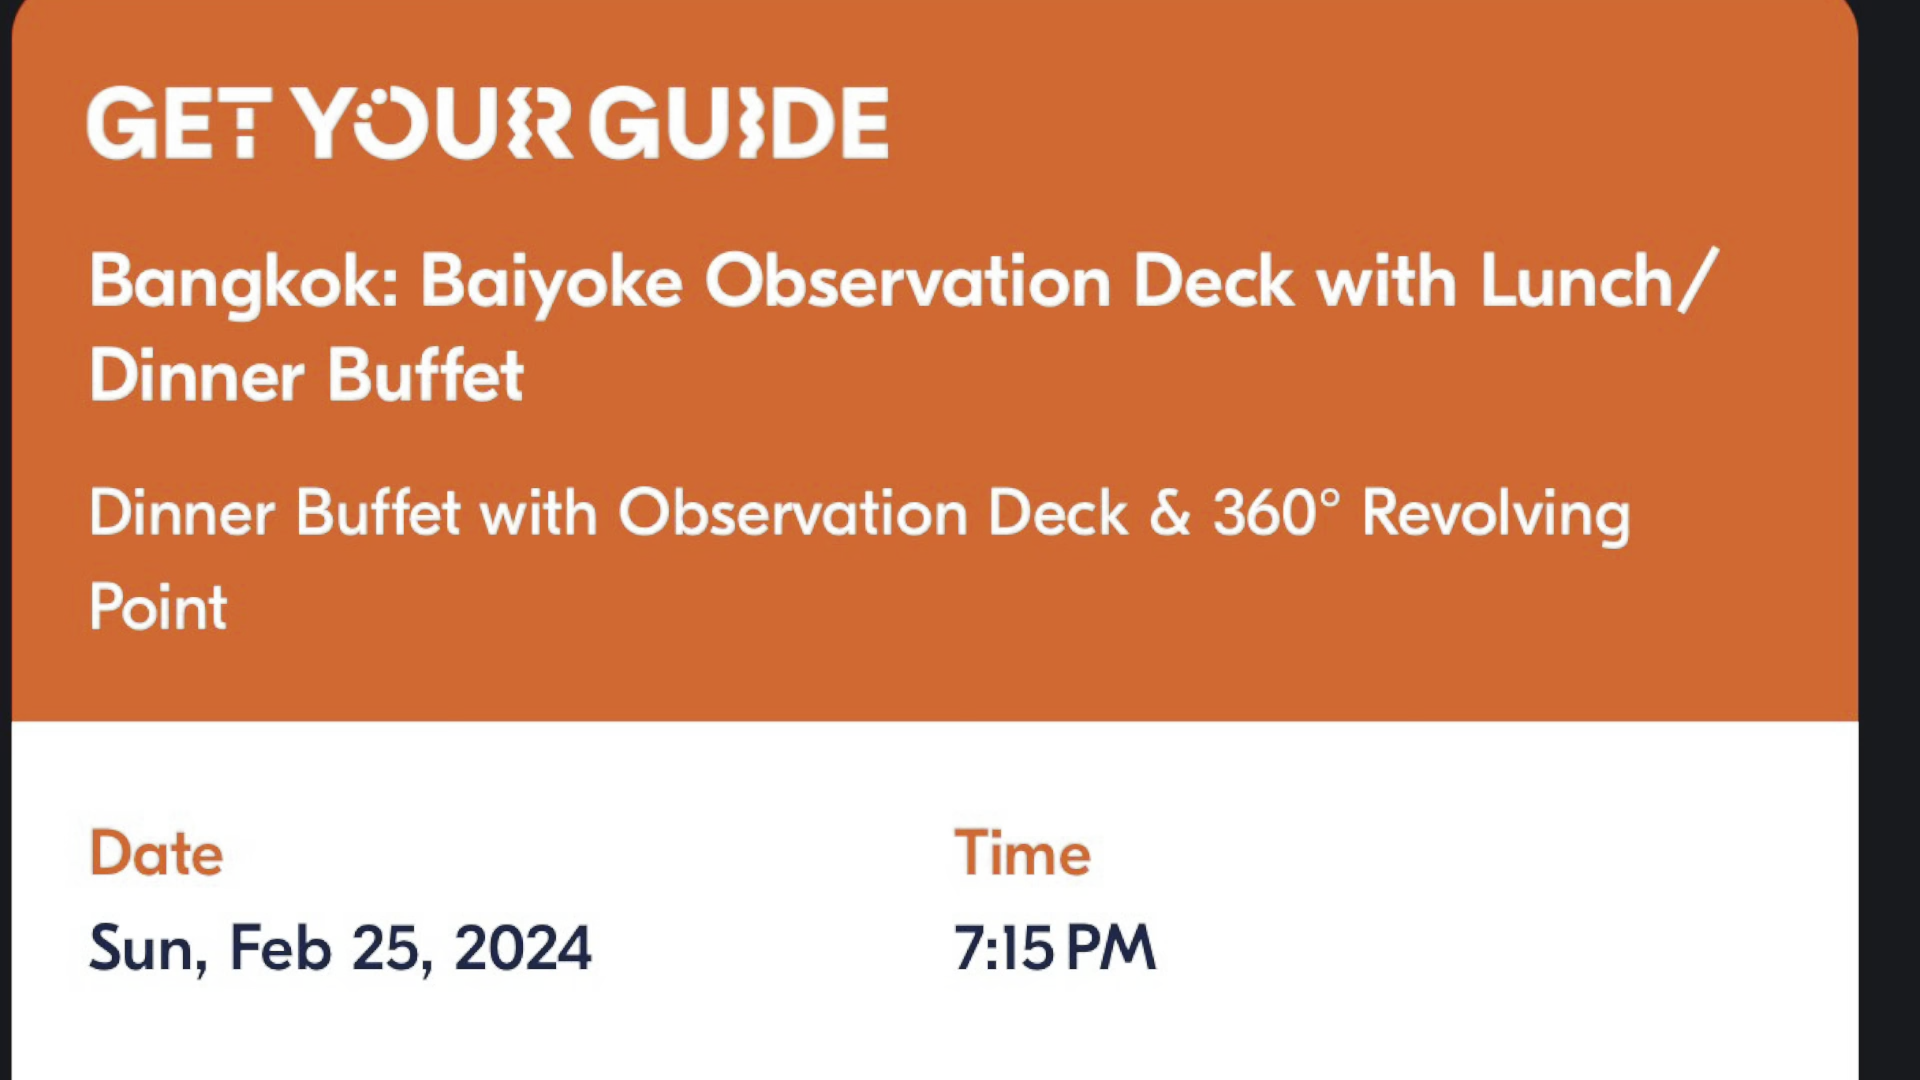 GET YOUR GUIDE
Bangkok: Baiyoke Observation Deck with Lunch/
Dinner Buffet
Dinner Buffet with Observation Deck & 360° Revolving
Point
Date
Time
Sun, Feb 25, 2024
7:15 PM